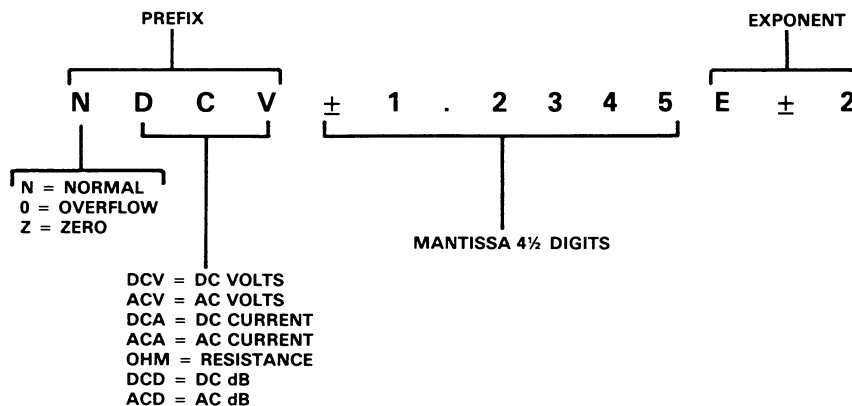 PREFIX EXPONENT
N D C V ± 1 . 2 3 4 5 E ± 2
N = NORMAL
0 = OVERFLOW
Z = ZERO
MANTISSA 4½ DIGITS
DCV = DC VOLTS
ACV = AC VOLTS
DCA = DC CURRENT
ACA = AC CURRENT
OHM = RESISTANCE
DCD = DC dB
ACD = AC dB